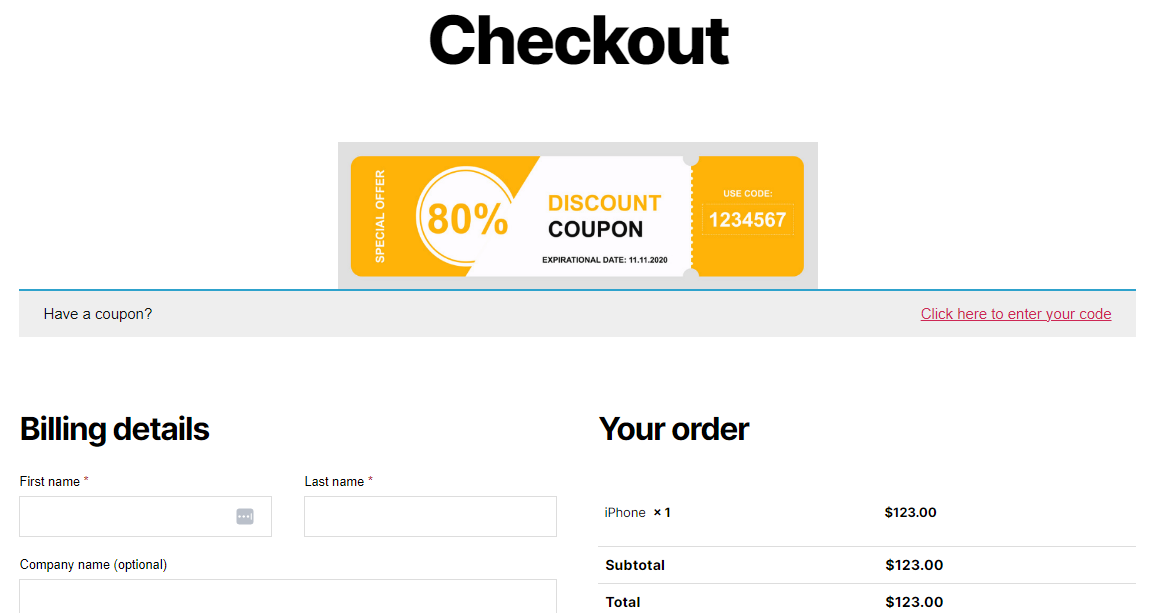 Checkout
SPECIAL OFFER
80%
DISCOUNT
COUPON
EXPIRATIONAL DATE: 11.11.2020
USE CODE:
1234567
Have a coupon?
Click here to enter your code
Billing details
First name *
Last name *
Company name (optional)
Your order
iPhone × 1 $123.00
Subtotal $123.00
Total $123.00